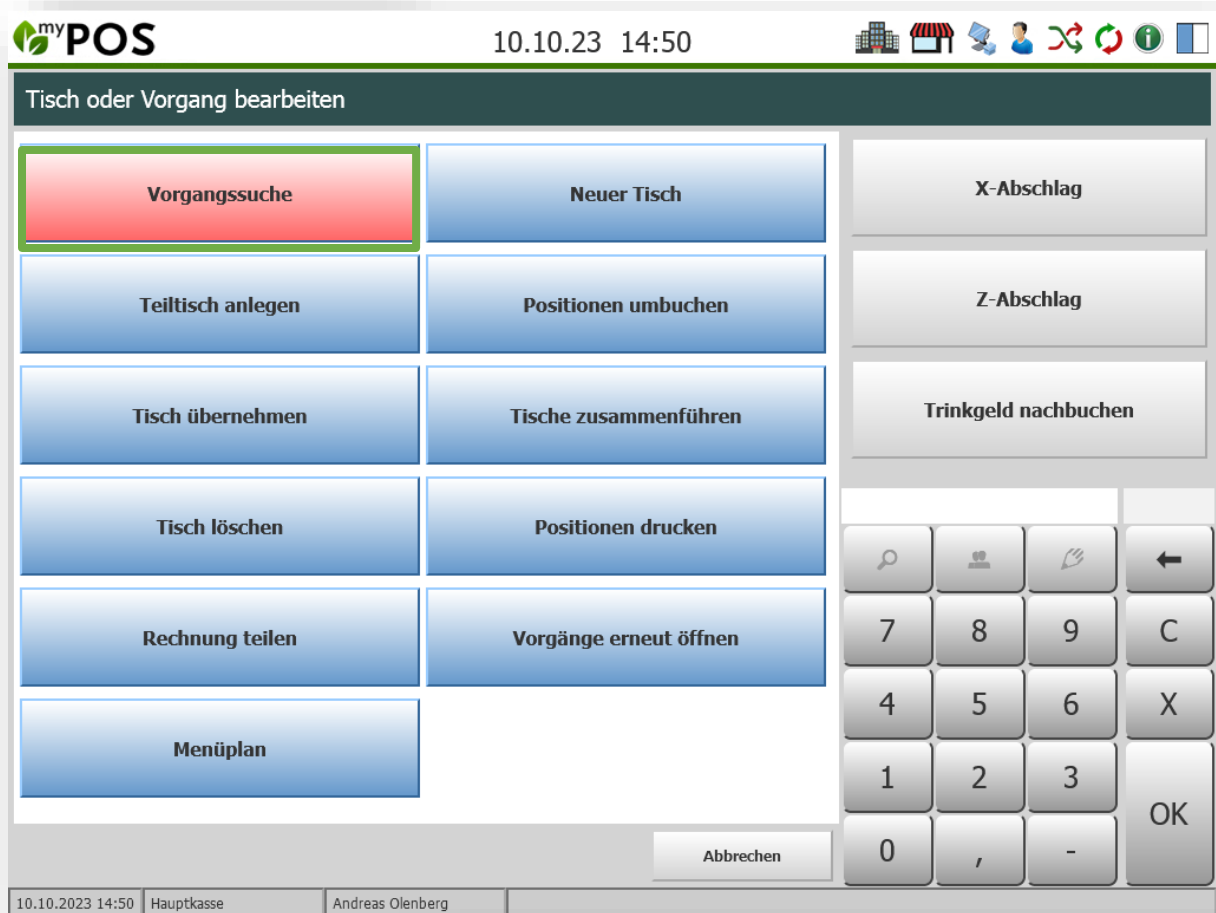 myPOS
10.10.23 14:50
Tisch oder Vorgang bearbeiten
Vorgangssuche
Neuer Tisch
X-Abschlag
Teiltisch anlegen
Positionen umbuchen
Z-Abschlag
Tisch übernehmen
Tische zusammenführen
Trinkgeld nachbuchen
Tisch löschen
Positionen drucken
Rechnung teilen
Vorgänge erneut öffnen
Menüplan
7 8 9 C
4 5 6 X
1 2 3
OK
0 , -
Abbrechen
10.10.2023 14:50 Hauptkasse Andreas Olenberg